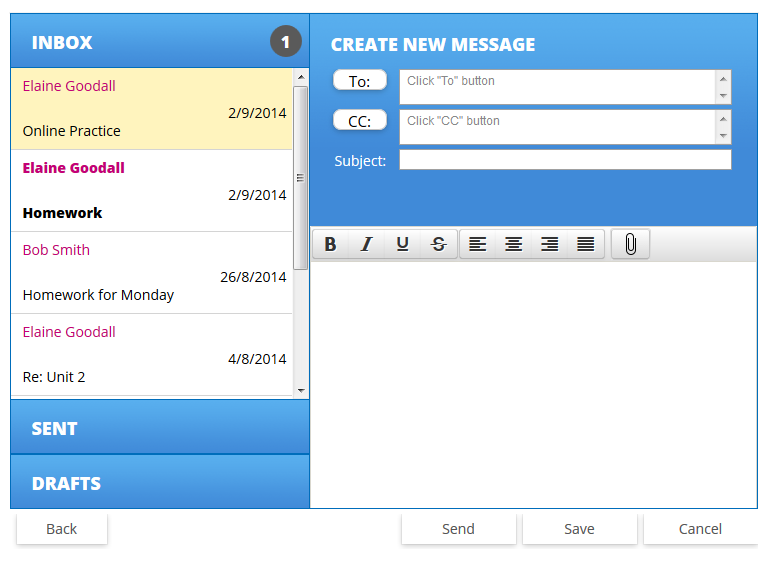 INBOX
1
Elaine Goodall
2/9/2014
Online Practice
Elaine Goodall
2/9/2014
Homework
Bob Smith
26/8/2014
Homework for Monday
Elaine Goodall
4/8/2014
Re: Unit 2
SENT
DRAFTS
CREATE NEW MESSAGE
To:
Click "To" button
CC:
Click "CC" button
Subject:
B I U S
Back
Send
Save
Cancel